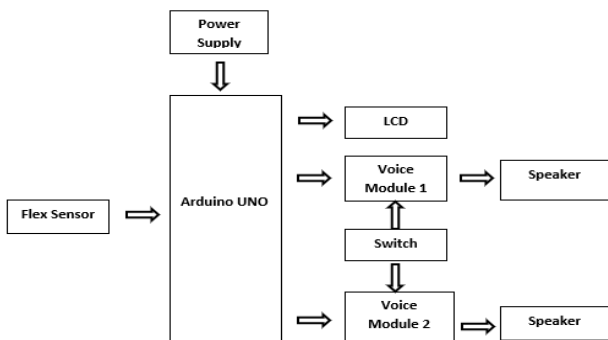 Power
Supply
LCD
Voice
Module 1
Speaker
Arduino UNO
Flex Sensor
Switch
Voice
Module 2
Speaker